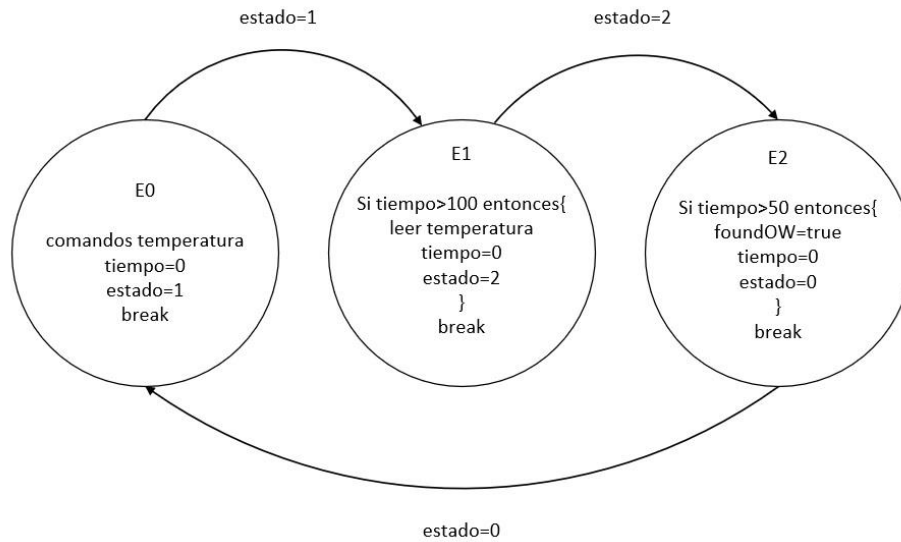 estado=1
estado=2
E0
comandos temperatura
tiempo=0
estado=1
break
E1
Si tiempo>100 entonces{
leer temperatura
tiempo=0
estado=2
}
break
E2
Si tiempo>50 entonces{
foundOW=true
tiempo=0
estado=0
}
break
estado=0